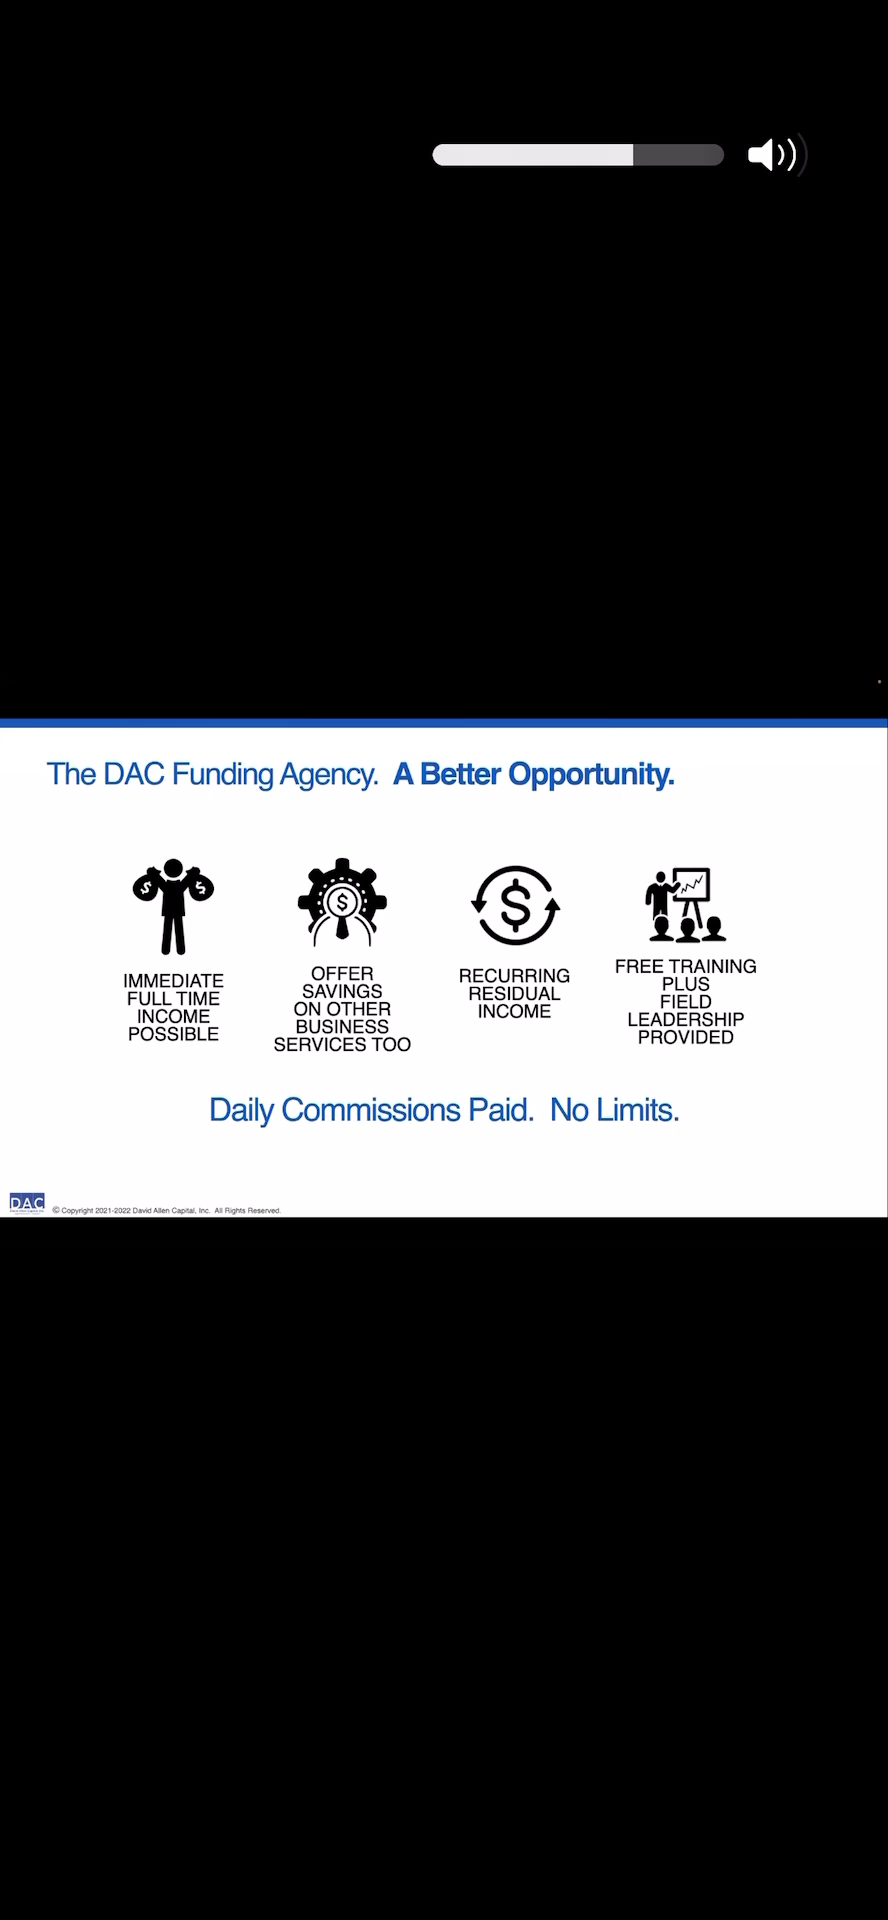 The DAC Funding Agency.  A Better Opportunity.
IMMEDIATE
FULL TIME
INCOME
POSSIBLE
OFFER
SAVINGS
ON OTHER
BUSINESS
SERVICES TOO
RECURRING
RESIDUAL
INCOME
FREE TRAINING
PLUS
FIELD
LEADERSHIP
PROVIDED
Daily Commissions Paid.  No Limits.
DAC
© Copyright 2021-2022 David Allen Capital, Inc.  All Rights Reserved.